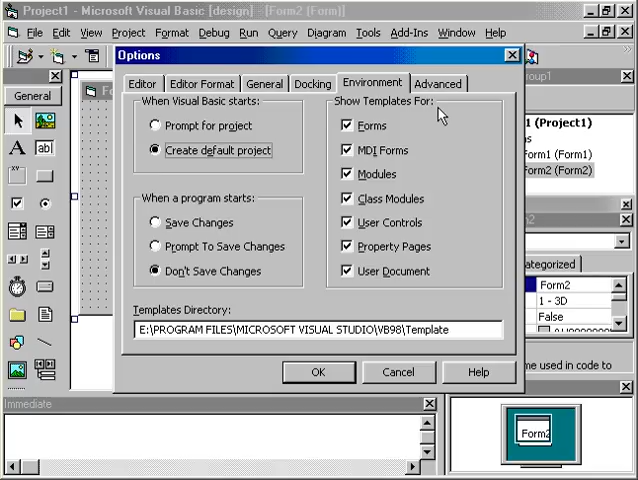 Project1 - Microsoft Visual Basic [design] - [Form2 (Form)]
File Edit View Project Format Debug Run Query Diagram Tools Add-Ins Window Help
Options
Editor Editor Format General Docking Environment Advanced
General
When Visual Basic starts:
Prompt for project
Create default project
When a program starts:
Save Changes
Prompt To Save Changes
Don't Save Changes
Show Templates For:
Forms
MDI Forms
Modules
Class Modules
User Controls
Property Pages
User Document
Templates Directory:
E:\PROGRAM FILES\MICROSOFT VISUAL STUDIO\VB98\Template
OK Cancel Help
A
ab
xv
roup1
1 (Project1)
ns
orm1 (Form1)
orm2 (Form2)
m2
ategorized
Form2
1 - 3D
False
me used in code to
Immediate
Form2